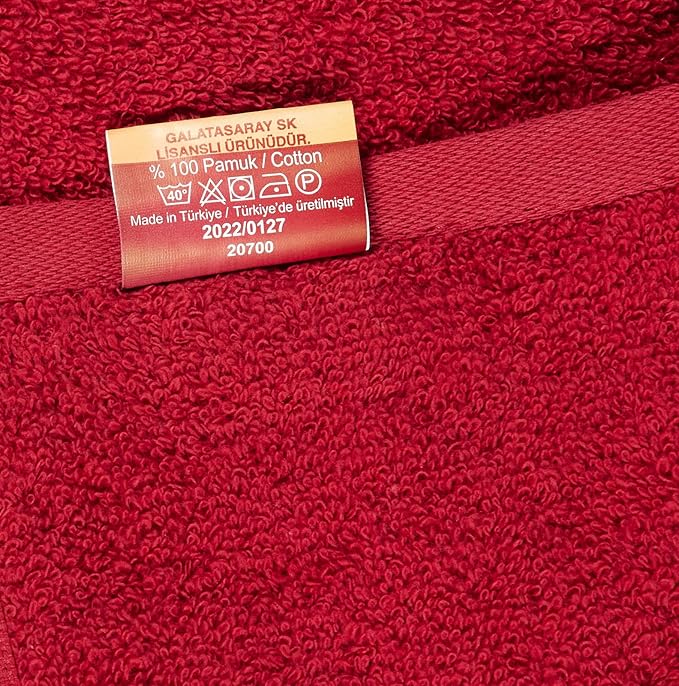 GALATASARAY SK
LİSANSLI ÜRÜNÜDÜR.
% 100 Pamuk / Cotton
40° P
Made in Türkiye / Türkiye'de üretilmiştir
2022/0127
20700